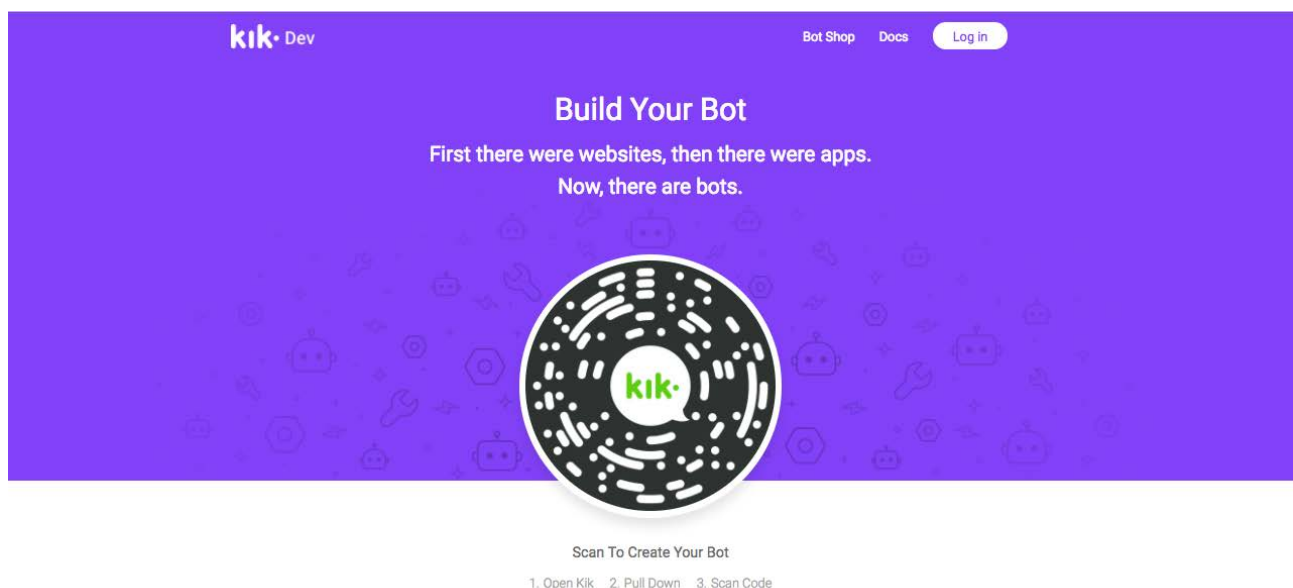 kik· Dev
Bot Shop Docs Log in
Build Your Bot
First there were websites, then there were apps.
Now, there are bots.
kik·
Scan To Create Your Bot
1. Open Kik 2. Pull Down 3. Scan Code